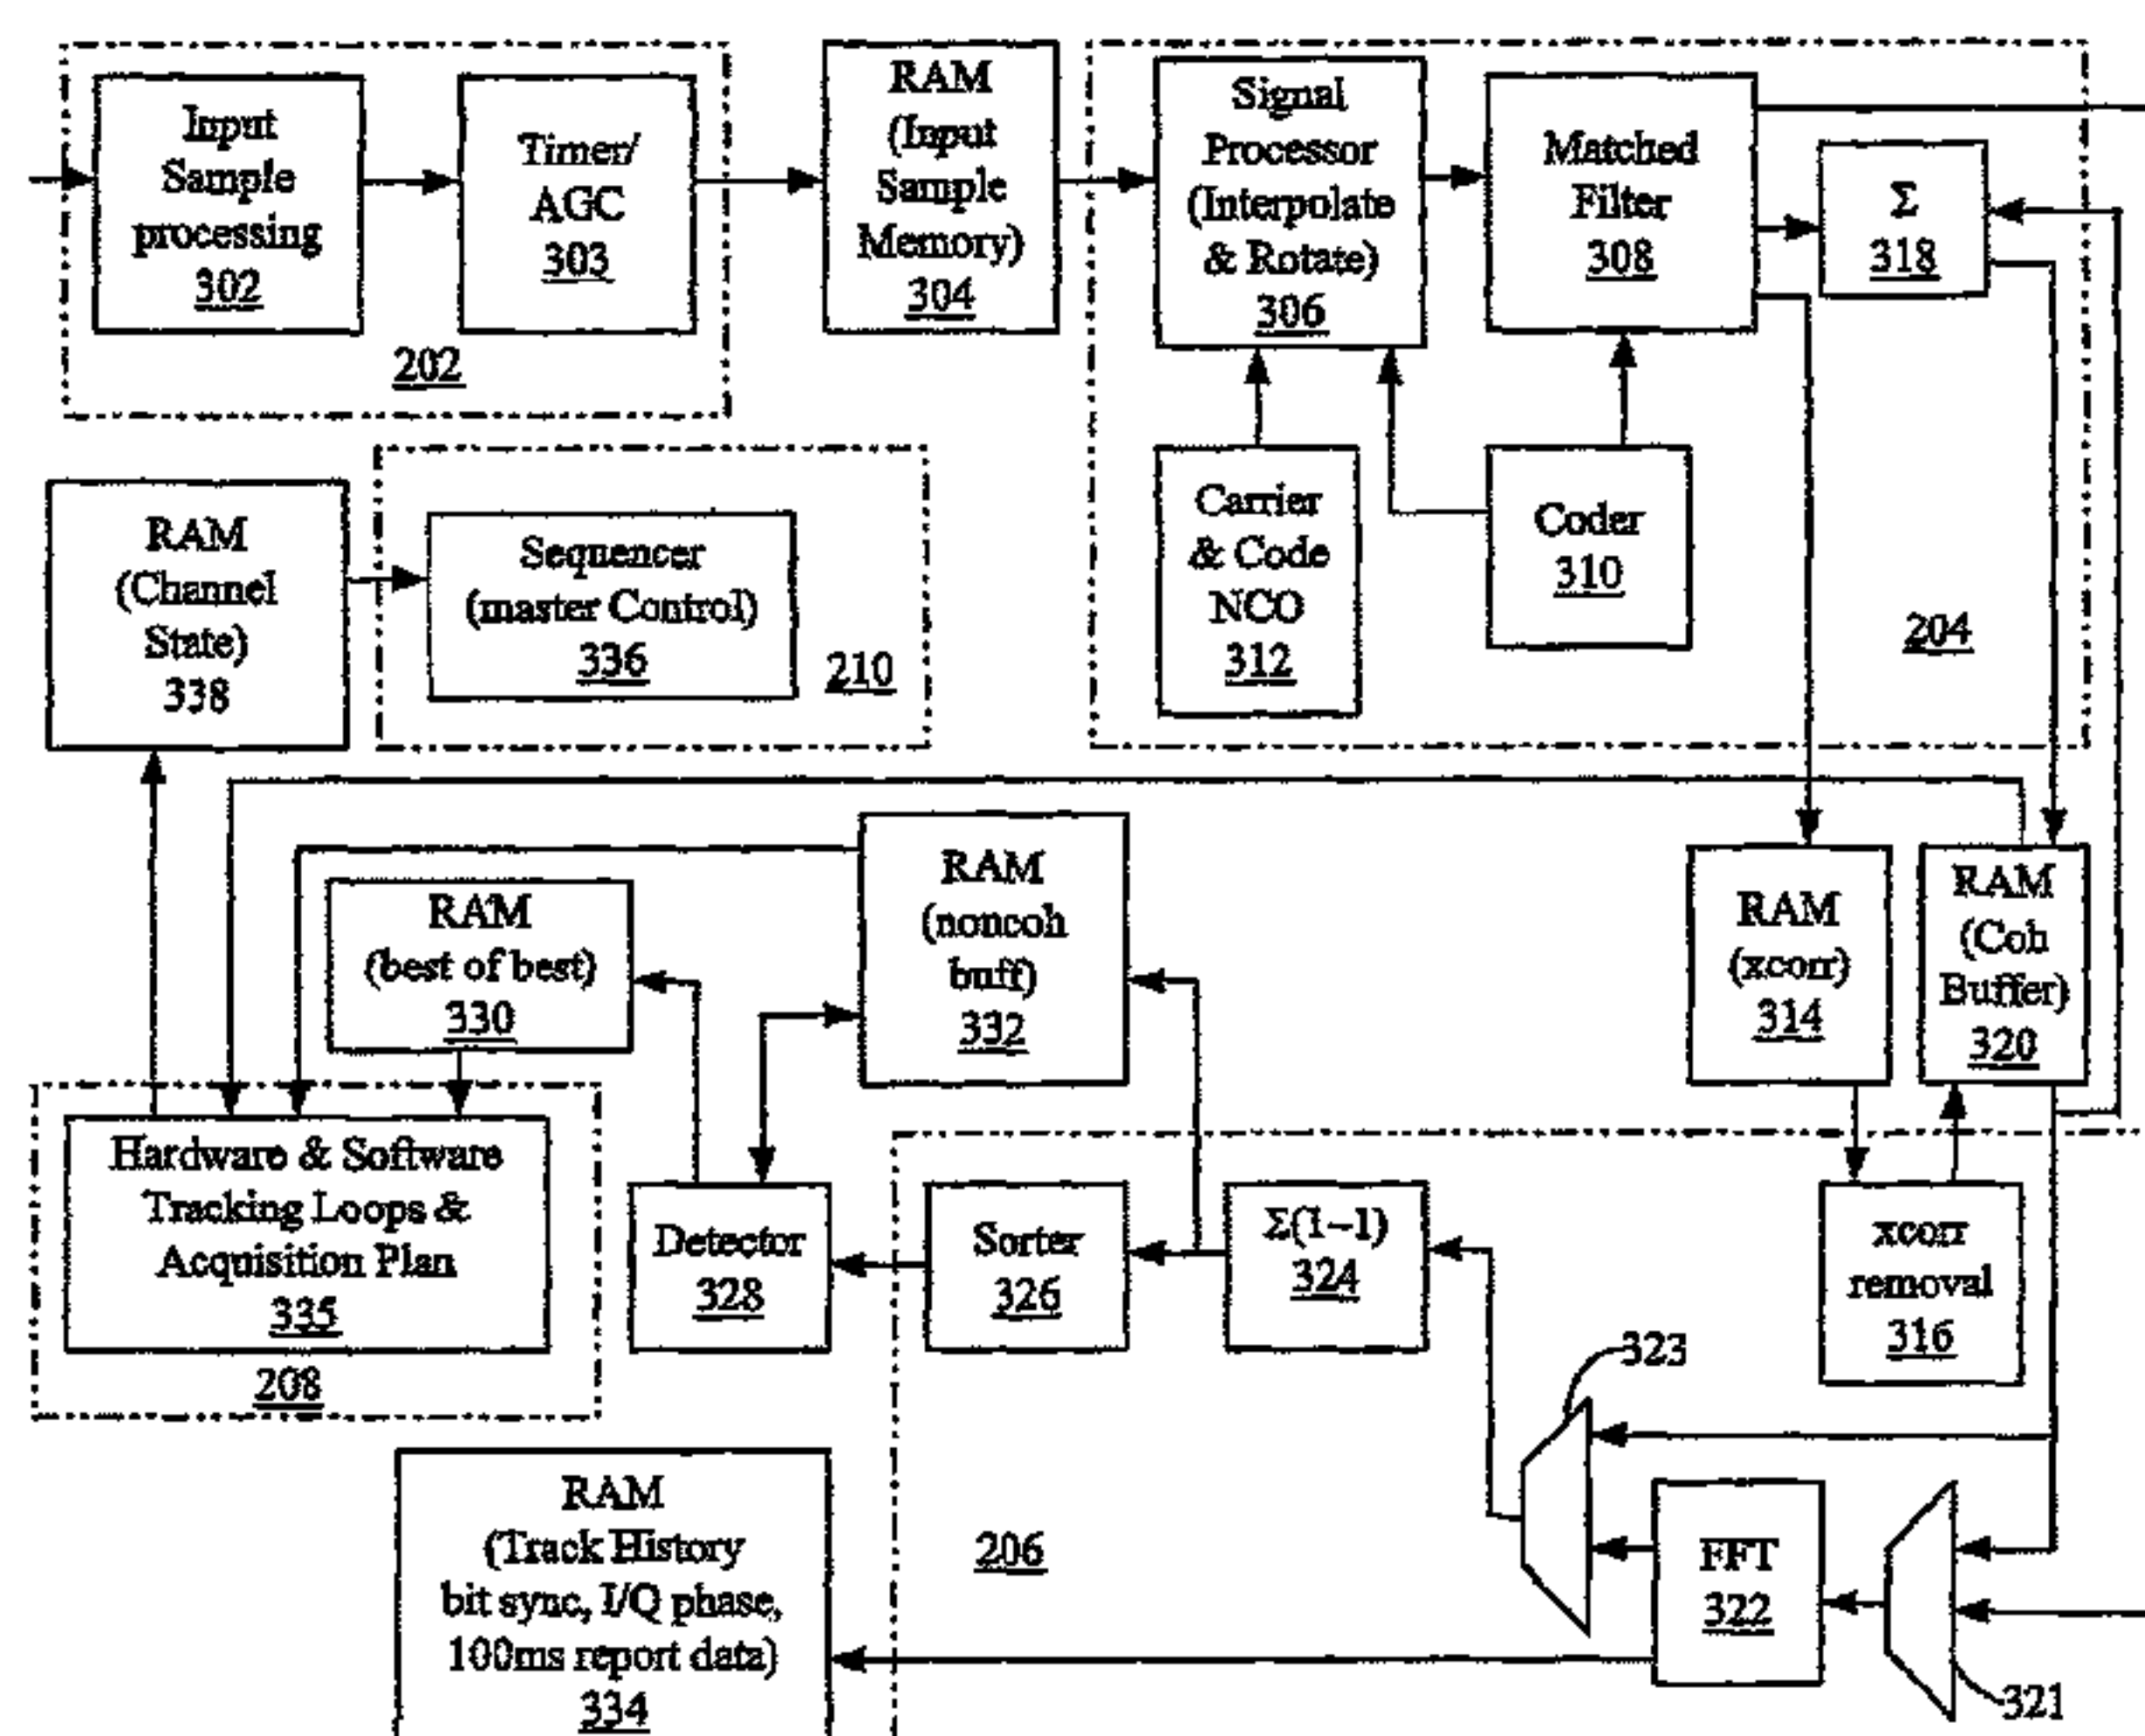 Input
Sample
processing
302
Timer/
AGC
303
202
RAM
(Input
Sample
Memory)
304
Signal
Processor
(Interpolate
& Rotate)
306
Matched
Filter
308
Σ
318
Carrier
& Code
NCO
312
Coder
310
204
RAM
(Channel
State)
338
Sequencer
(master Control)
336
210
RAM
(best of best)
330
RAM
(noncoh
buff)
332
RAM
(xcorr)
314
RAM
(Coh
Buffer)
320
Hardware & Software
Tracking Loops &
Acquisition Plan
335
208
Detector
328
Sorter
326
Σ(1-1)
324
xcorr
removal
316
323
RAM
(Track History
bit sync, I/Q phase,
100ms report data)
334
206
FFT
322
321